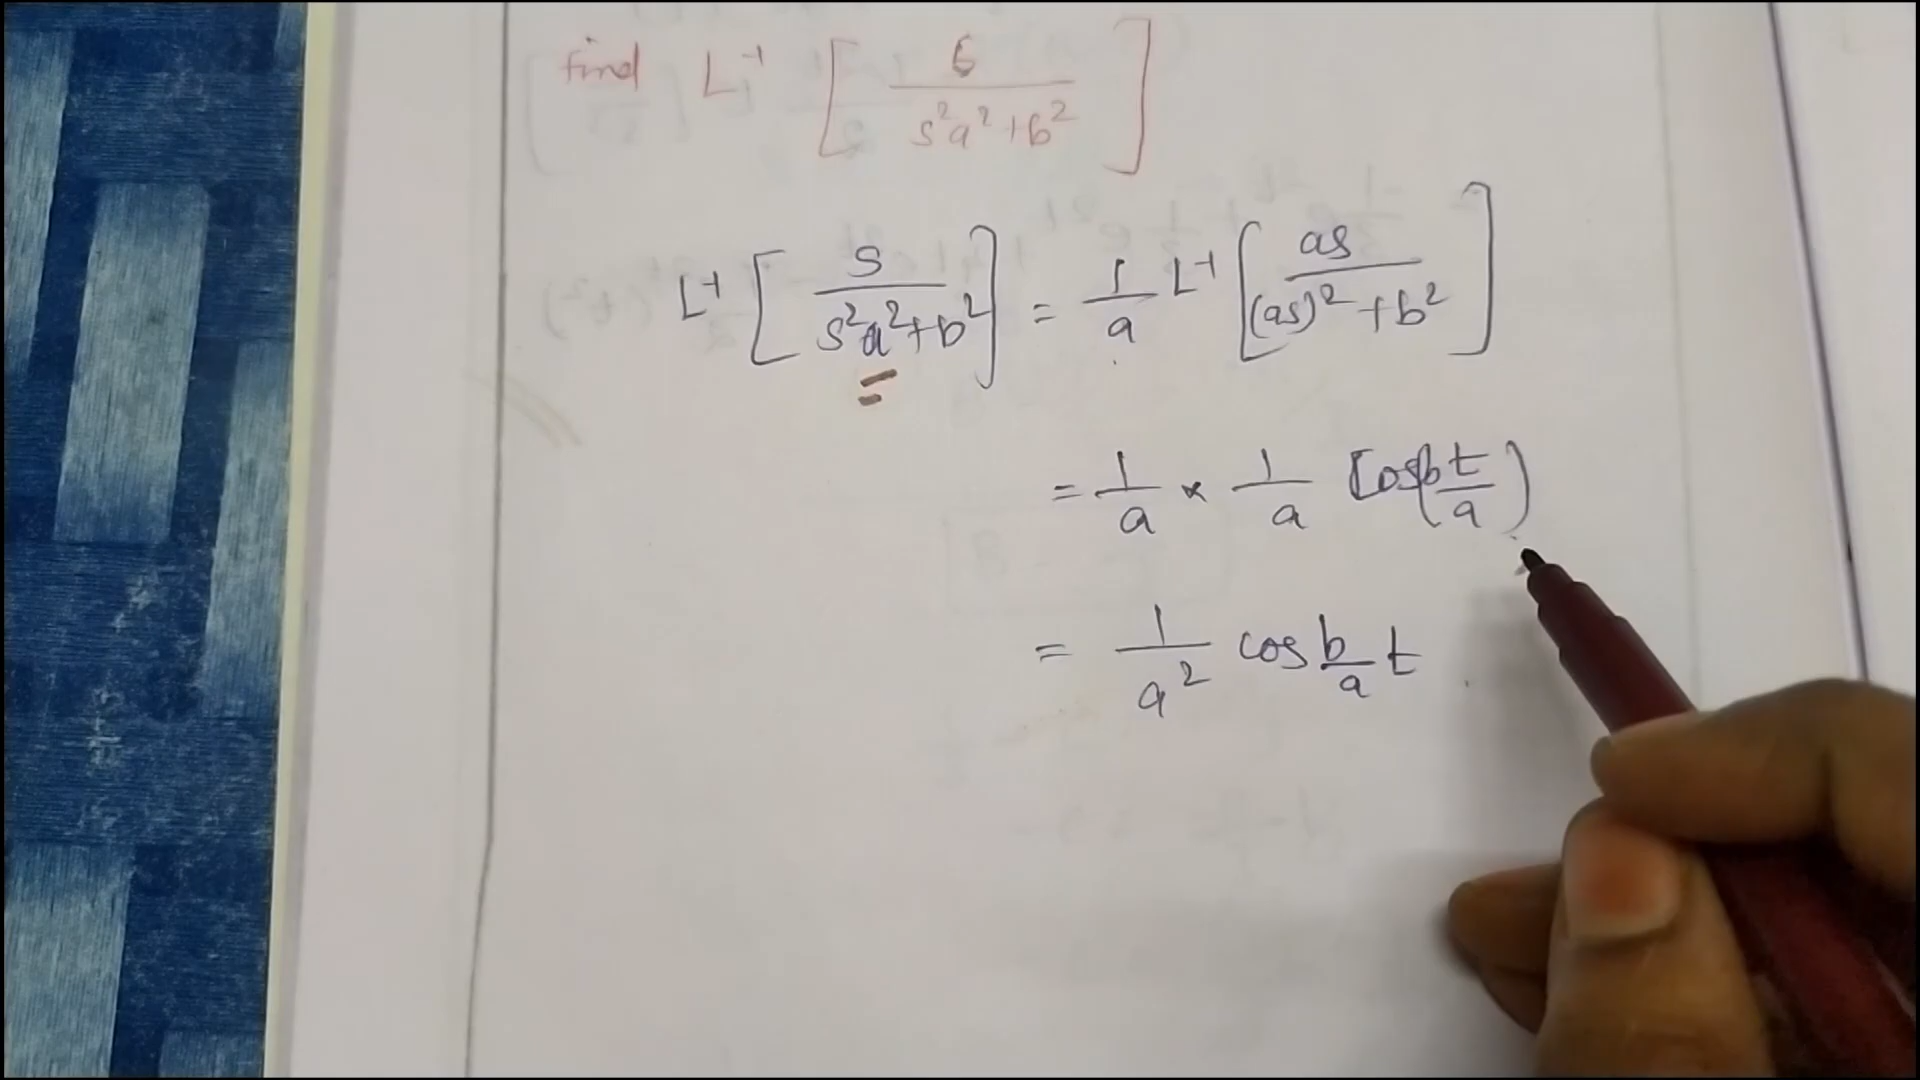 find L⁻¹ [ s / s²a²+b² ]
L⁻¹ [ s / s²a²+b² ] = 1/a L⁻¹ [ as / (as)²+b² ]
= 1/a × 1/a cos b(t/a)
= 1/a² cos b/a t